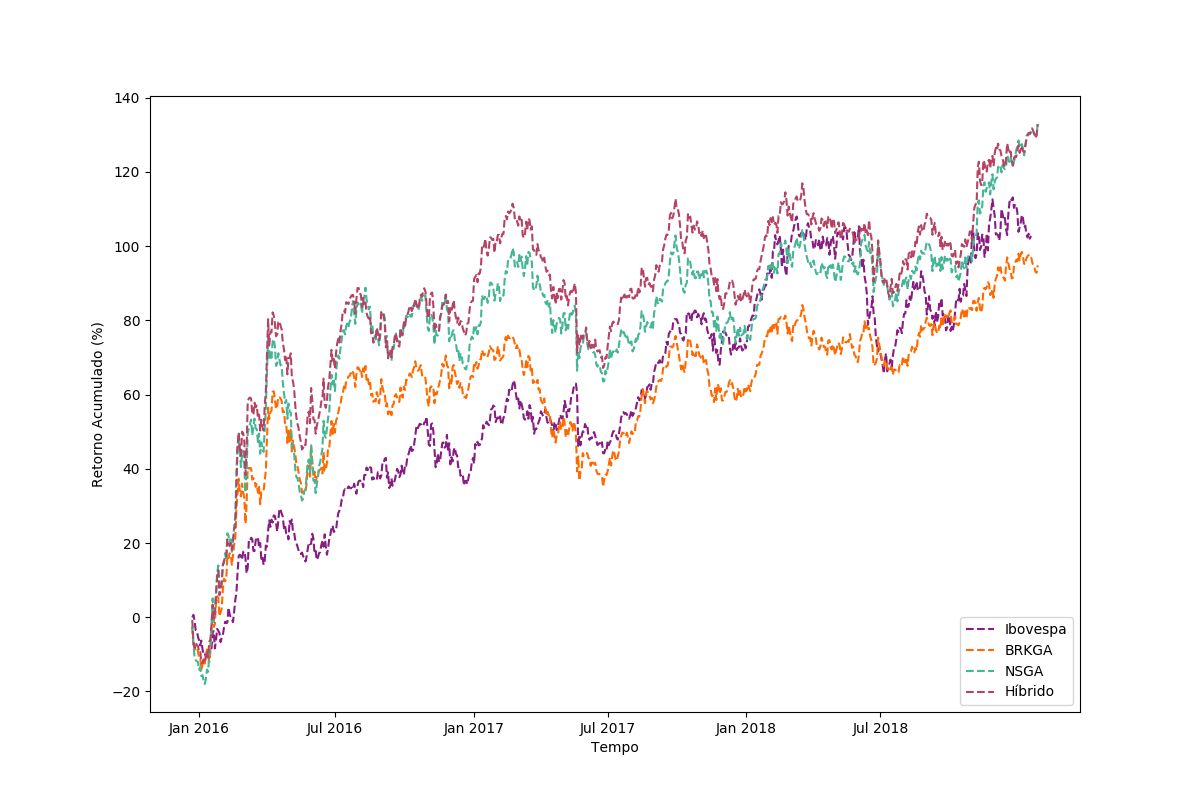 140
120
100
80
60
40
20
0
−20
Retorno Acumulado (%)
Jan 2016
Jul 2016
Jan 2017
Jul 2017
Jan 2018
Jul 2018
Tempo
Ibovespa
BRKGA
NSGA
Híbrido